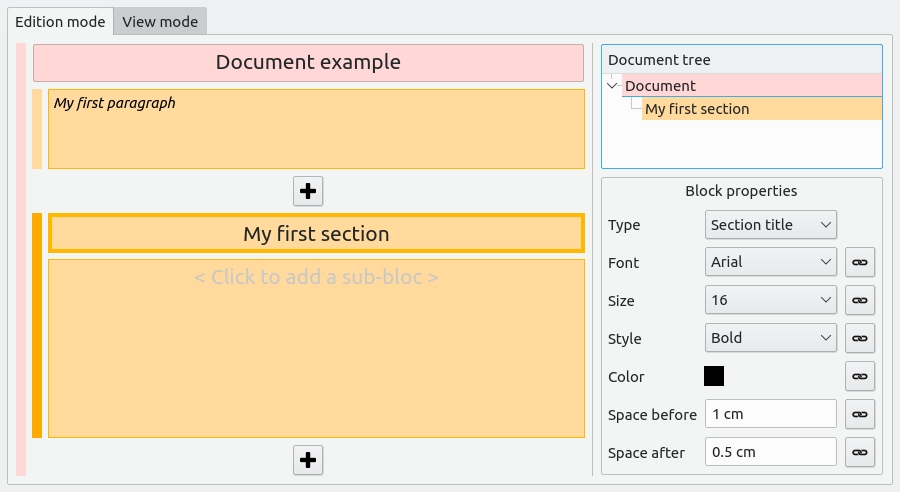 Edition mode View mode
Document example
My first paragraph
My first section
< Click to add a sub-bloc >
Document tree
Document
My first section
Block properties
Type Section title
Font Arial
Size 16
Style Bold
Color
Space before 1 cm
Space after 0.5 cm